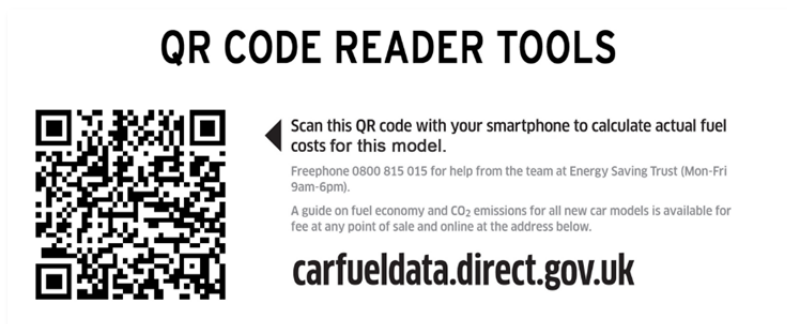 QR CODE READER TOOLS
Scan this QR code with your smartphone to calculate actual fuel
costs for this model.
Freephone 0800 815 015 for help from the team at Energy Saving Trust (Mon-Fri
9am-6pm).
A guide on fuel economy and CO₂ emissions for all new car models is available for
fee at any point of sale and online at the address below.
carfueldata.direct.gov.uk